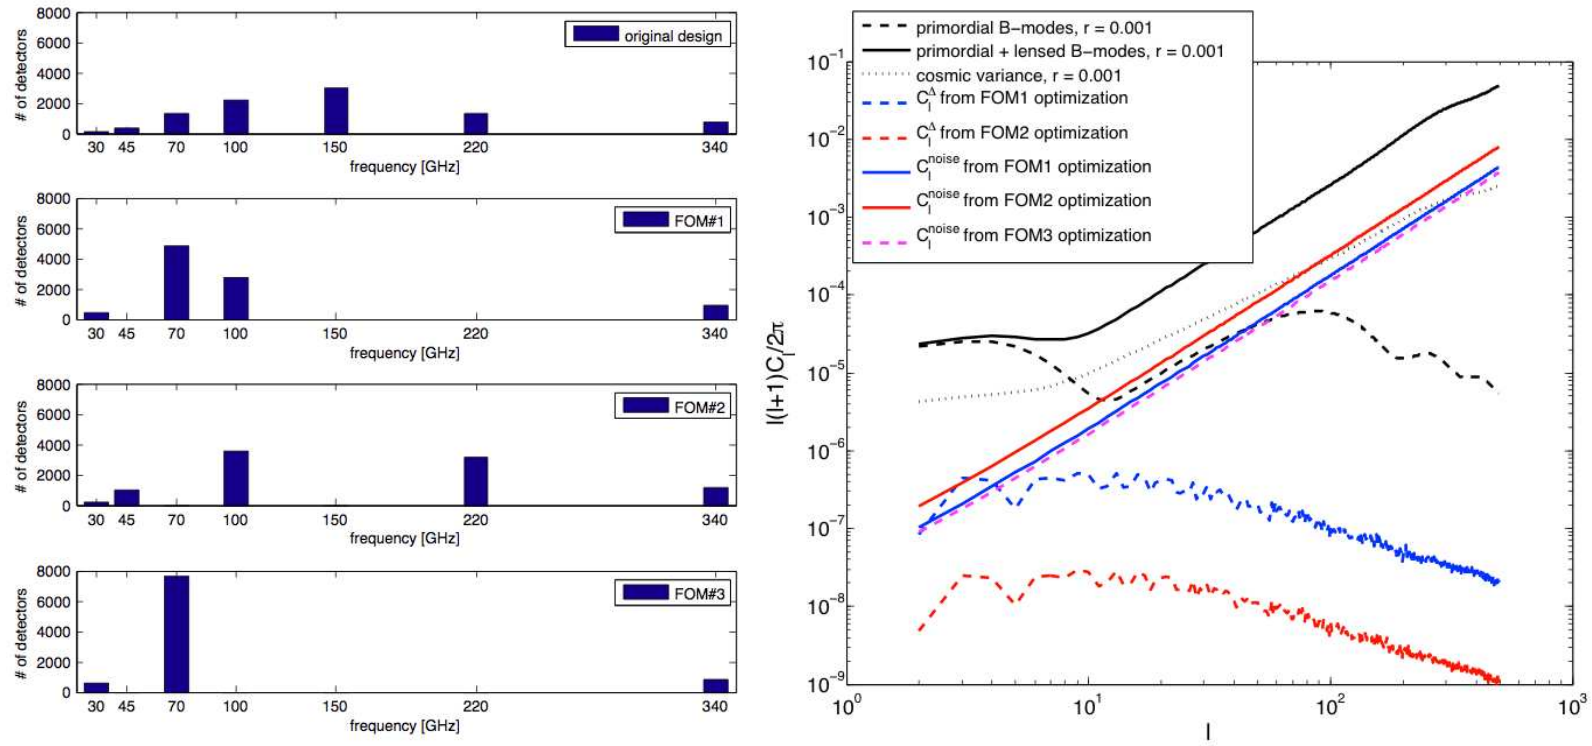 8000
6000
4000
2000
0
# of detectors
original design
30 45 70 100 150 220 340
frequency [GHz]
8000
6000
4000
2000
0
# of detectors
FOM#1
30 45 70 100 150 220 340
frequency [GHz]
8000
6000
4000
2000
0
# of detectors
FOM#2
30 45 70 100 150 220 340
frequency [GHz]
8000
6000
4000
2000
0
# of detectors
FOM#3
30 45 70 100 150 220 340
frequency [GHz]
primordial B−modes, r = 0.001
primordial + lensed B−modes, r = 0.001
cosmic variance, r = 0.001
C_l^Δ from FOM1 optimization
C_l^Δ from FOM2 optimization
C_l^noise from FOM1 optimization
C_l^noise from FOM2 optimization
C_l^noise from FOM3 optimization
10^−1
10^−2
10^−3
10^−4
10^−5
10^−6
10^−7
10^−8
10^−9
l(l+1)C_l/2π
10^0 10^1 10^2 10^3
l